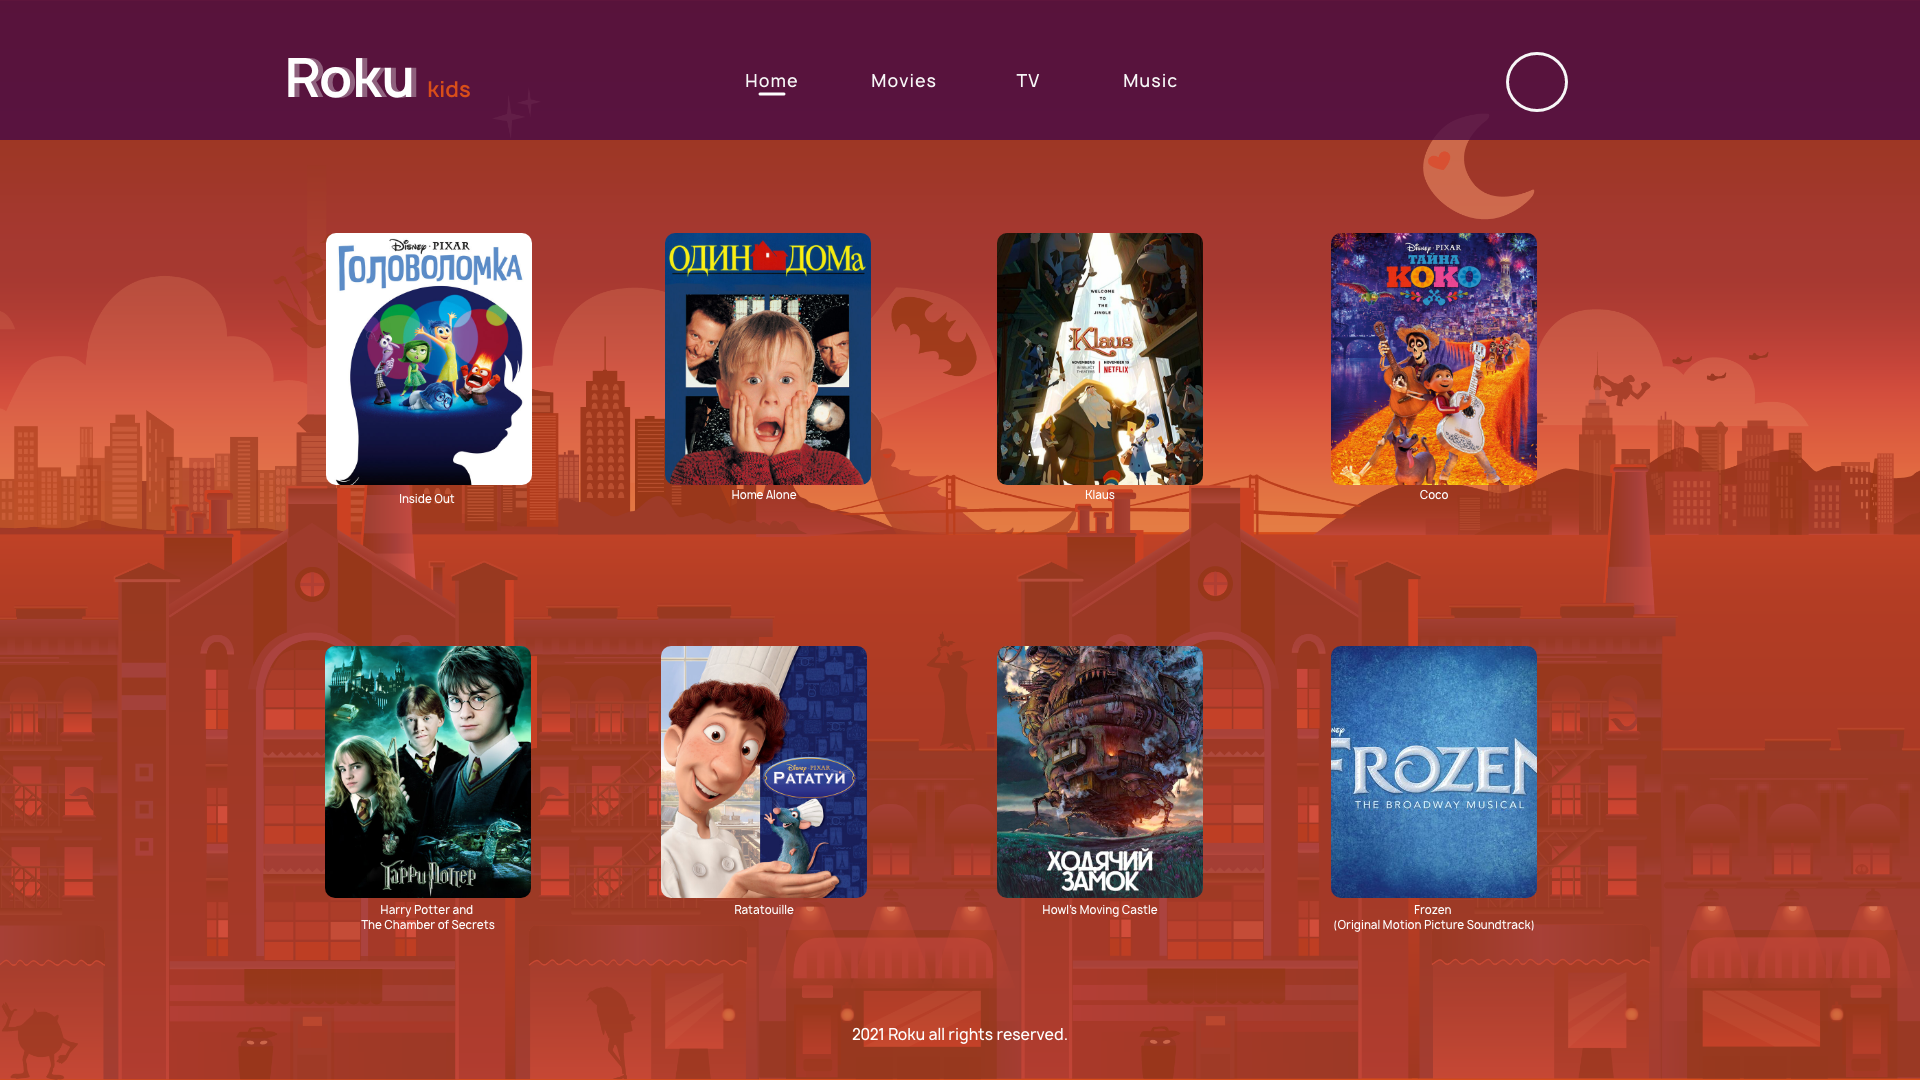 Roku kids
Home
Movies
TV
Music
Disney · PIXAR
ГОЛОВОЛОМКА
Inside Out
ОДИН ДОМа
Home Alone
WELCOME
TO
THE
JINGLE
Klaus
NETFLIX
Klaus
Disney · PIXAR
ТАЙНА
КОКО
Coco
Гарри Поттер
Harry Potter and
The Chamber of Secrets
Disney · PIXAR
РАТАТУЙ
Ratatouille
ХОДЯЧИЙ
ЗАМОК
Howl's Moving Castle
FROZEN
THE BROADWAY MUSICAL
Frozen
(Original Motion Picture Soundtrack)
2021 Roku all rights reserved.